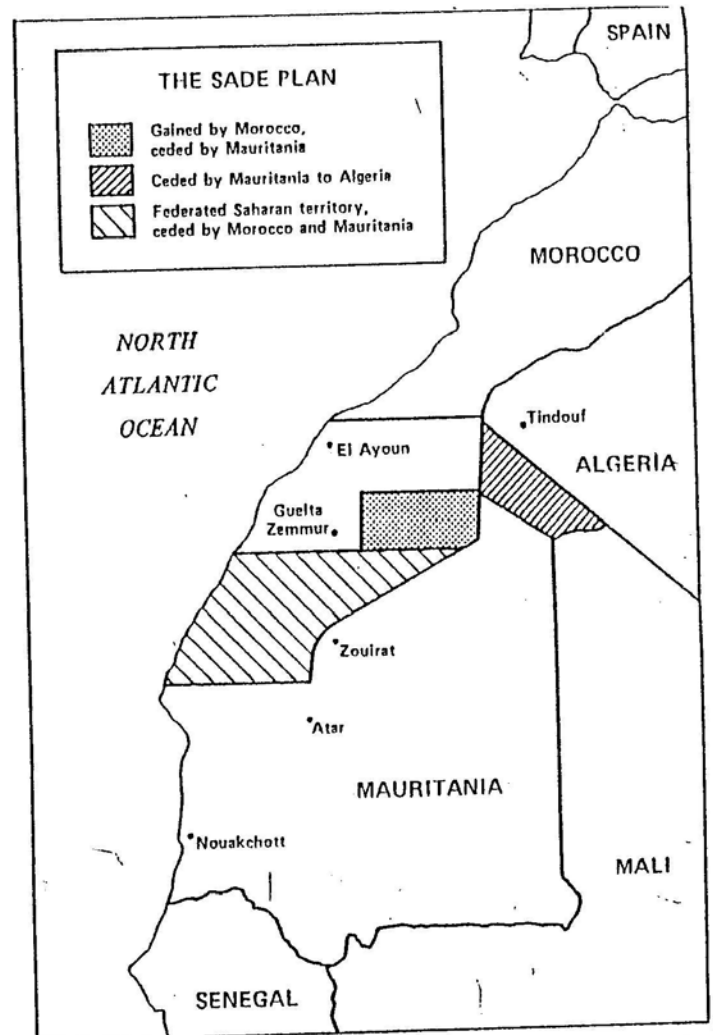 SPAIN
THE SADE PLAN
Gained by Morocco,
ceded by Mauritania
Ceded by Mauritania to Algeria
Federated Saharan territory,
ceded by Morocco and Mauritania
MOROCCO
NORTH
ATLANTIC
OCEAN
Tindouf
El Ayoun
ALGERIA
Guelta
Zemmur
Zouirat
Atar
MAURITANIA
Nouakchott
MALI
SENEGAL